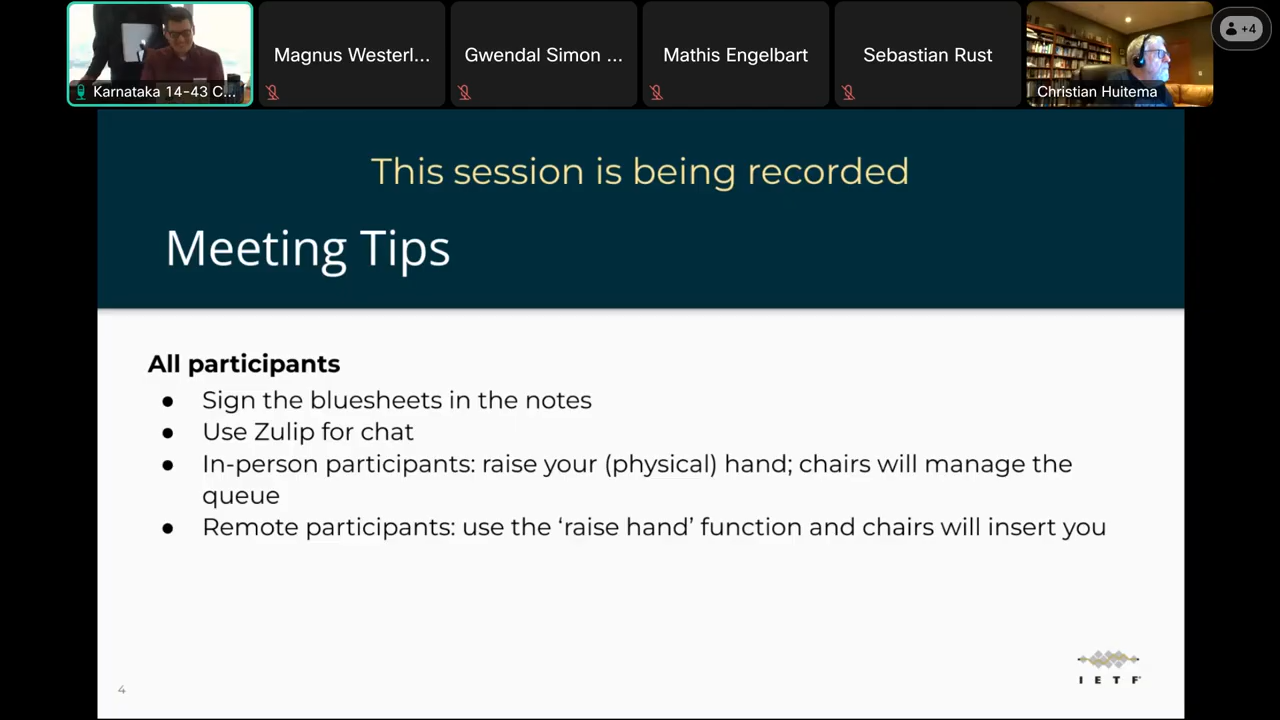 Karnataka 14-43 C...
Magnus Westerl...
Gwendal Simon ...
Mathis Engelbart
Sebastian Rust
Christian Huitema
+4
This session is being recorded
Meeting Tips
All participants
● Sign the bluesheets in the notes
● Use Zulip for chat
● In-person participants: raise your (physical) hand; chairs will manage the
queue
● Remote participants: use the ‘raise hand’ function and chairs will insert you
4
I E T F